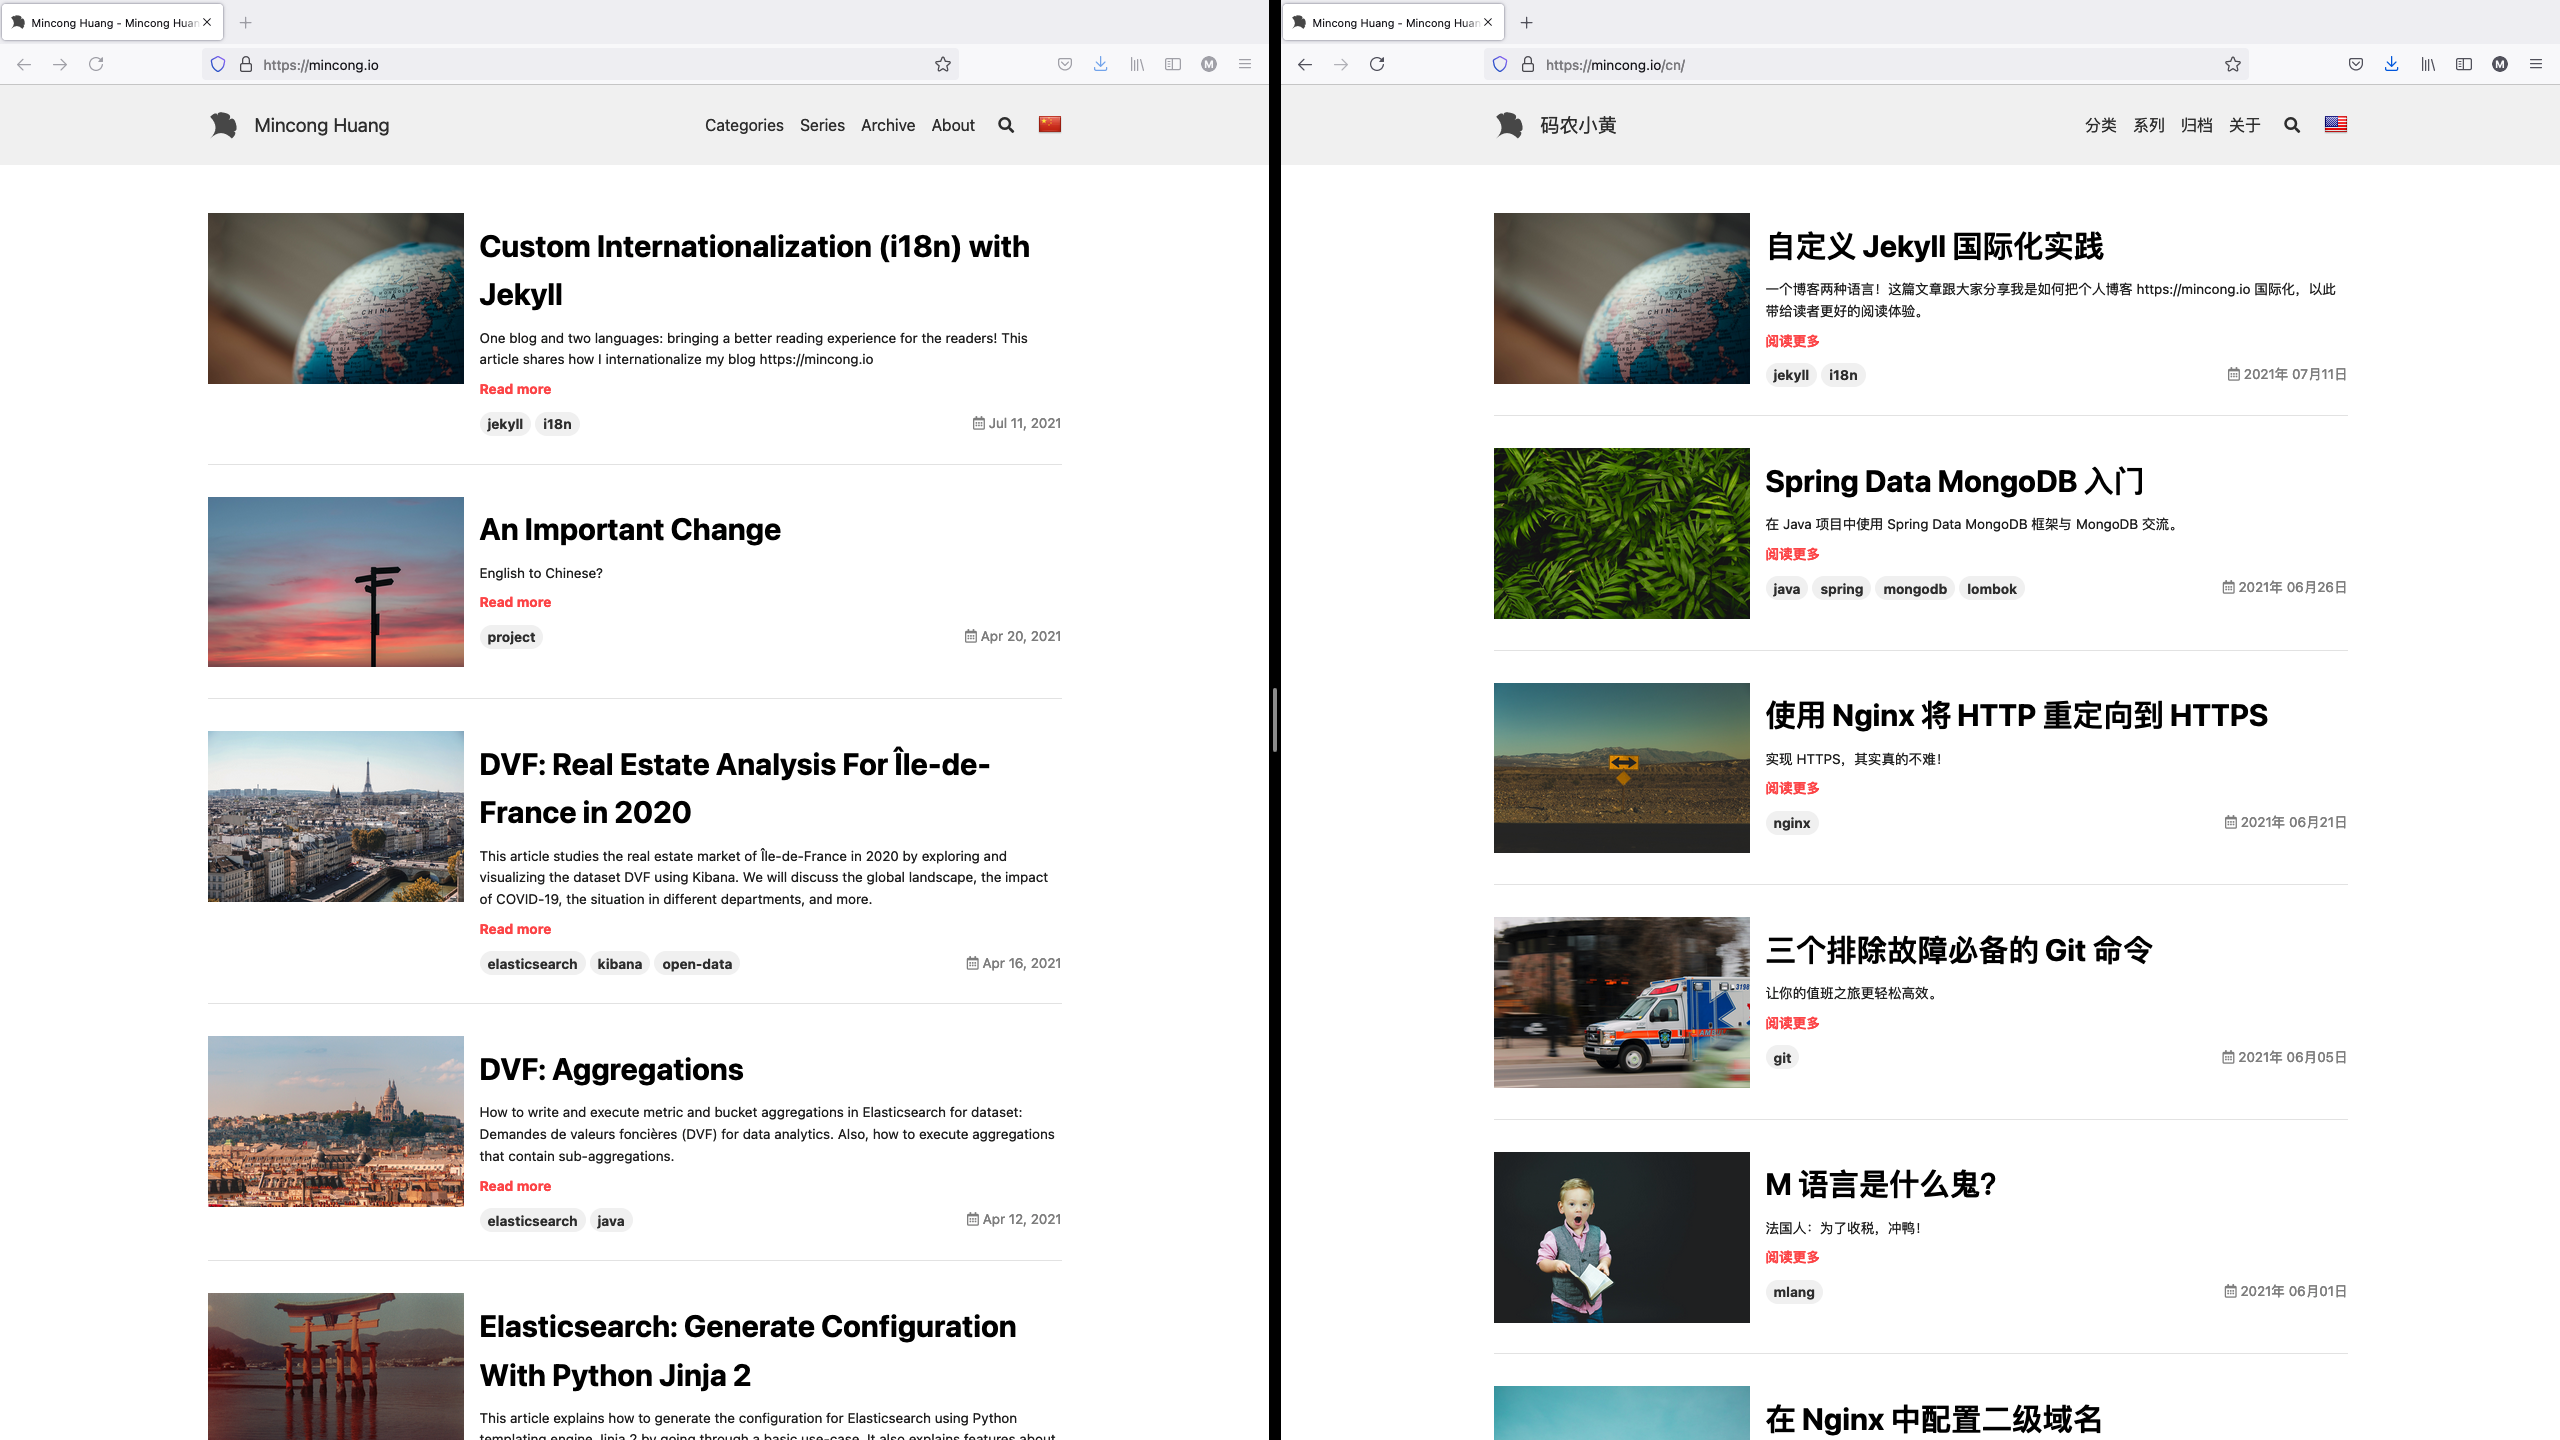 Mincong Huang - Mincong Huan
https://mincong.io
Mincong Huang
Categories
Series
Archive
About
Custom Internationalization (i18n) with
Jekyll
One blog and two languages: bringing a better reading experience for the readers! This
article shares how I internationalize my blog https://mincong.io
Read more
jekyll
i18n
Jul 11, 2021
An Important Change
English to Chinese?
Read more
project
Apr 20, 2021
DVF: Real Estate Analysis For Île-de-
France in 2020
This article studies the real estate market of Île-de-France in 2020 by exploring and
visualizing the dataset DVF using Kibana. We will discuss the global landscape, the impact
of COVID-19, the situation in different departments, and more.
Read more
elasticsearch
kibana
open-data
Apr 16, 2021
DVF: Aggregations
How to write and execute metric and bucket aggregations in Elasticsearch for dataset:
Demandes de valeurs foncières (DVF) for data analytics. Also, how to execute aggregations
that contain sub-aggregations.
Read more
elasticsearch
java
Apr 12, 2021
Elasticsearch: Generate Configuration
With Python Jinja 2
This article explains how to generate the configuration for Elasticsearch using Python
templating engine Jinja 2 by going through a basic use-case. It also explains features about
Mincong Huang - Mincong Huan
https://mincong.io/cn/
码农小黄
分类
系列
归档
关于
自定义 Jekyll 国际化实践
一个博客两种语言！这篇文章跟大家分享我是如何把个人博客 https://mincong.io 国际化，以此
带给读者更好的阅读体验。
阅读更多
jekyll
i18n
2021年 07月11日
Spring Data MongoDB 入门
在 Java 项目中使用 Spring Data MongoDB 框架与 MongoDB 交流。
阅读更多
java
spring
mongodb
lombok
2021年 06月26日
使用 Nginx 将 HTTP 重定向到 HTTPS
实现 HTTPS，其实真的不难！
阅读更多
nginx
2021年 06月21日
三个排除故障必备的 Git 命令
让你的值班之旅更轻松高效。
阅读更多
git
2021年 06月05日
M 语言是什么鬼？
法国人：为了收税，冲鸭！
阅读更多
mlang
2021年 06月01日
在 Nginx 中配置二级域名